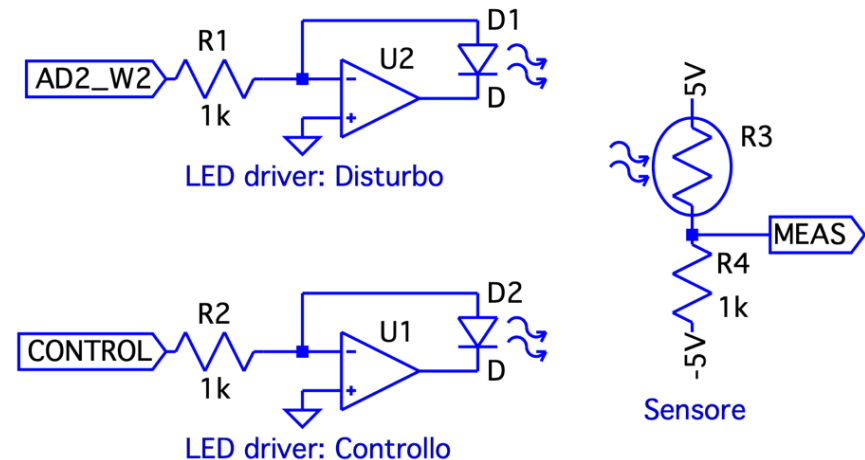 R1
AD2_W2
1k
U2
D1
D
LED driver: Disturbo
R2
CONTROL
1k
U1
D2
D
LED driver: Controllo
5V
R3
MEAS
R4
1k
-5V
Sensore